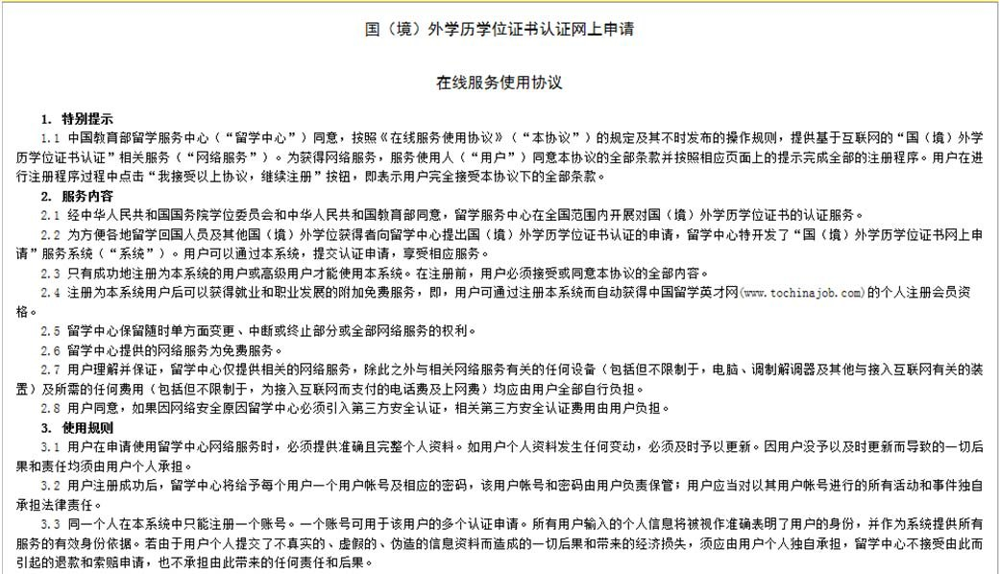 国（境）外学历学位证书认证网上申请
在线服务使用协议
1. 特别提示
1.1 中国教育部留学服务中心（“留学中心”）同意，按照《在线服务使用协议》（“本协议”）的规定及其不时发布的操作规则，提供基于互联网的“国（境）外学
历学位证书认证”相关服务（“网络服务”）。为获得网络服务，服务使用人（“用户”）同意本协议的全部条款并按照相应页面上的提示完成全部的注册程序。用户在进
行注册程序过程中点击“我接受以上协议，继续注册”按钮，即表示用户完全接受本协议下的全部条款。
2. 服务内容
2.1 经中华人民共和国国务院学位委员会和中华人民共和国教育部同意，留学服务中心在全国范围内开展对国（境）外学历学位证书的认证服务。
2.2 为方便各地留学回国人员及其他国（境）外学位获得者向留学中心提出国（境）外学历学位证书认证的申请，留学中心特开发了“国（境）外学历学位证书网上申
请”服务系统（“系统”）。用户可以通过本系统，提交认证申请，享受相应服务。
2.3 只有成功地注册为本系统的用户或高级用户才能使用本系统。在注册前，用户必须接受或同意本协议的全部内容。
2.4 注册为本系统用户后可以获得就业和职业发展的附加免费服务，即，用户可通过注册本系统而自动获得中国留学英才网(www.tochinajob.com)的个人注册会员资
格。
2.5 留学中心保留随时单方面变更、中断或终止部分或全部网络服务的权利。
2.6 留学中心提供的网络服务为免费服务。
2.7 用户理解并保证，留学中心仅提供相关的网络服务，除此之外与相关网络服务有关的任何设备（包括但不限制于，电脑、调制解调器及其他与接入互联网有关的装
置）及所需的任何费用（包括但不限制于，为接入互联网而支付的电话费及上网费）均应由用户全部自行负担。
2.8 用户同意，如果因网络安全原因留学中心必须引入第三方安全认证，相关第三方安全认证费用由用户负担。
3. 使用规则
3.1 用户在申请使用留学中心网络服务时，必须提供准确且完整个人资料。如用户个人资料发生任何变动，必须及时予以更新。因用户没予以及时更新而导致的一切后
果和责任均须由用户个人承担。
3.2 用户注册成功后，留学中心将给予每个用户一个用户帐号及相应的密码，该用户帐号和密码由用户负责保管；用户应当对以其用户帐号进行的所有活动和事件独自
承担法律责任。
3.3 同一个人在本系统中只能注册一个账号。一个账号可用于该用户的多个认证申请。所有用户输入的个人信息将被视作准确表明了用户的身份，并作为系统提供所有
服务的有效身份依据。若由于用户个人提交了不真实的、虚假的、伪造的信息资料而造成的一切后果和带来的经济损失，须应由用户个人独自承担，留学中心不接受由此而
引起的退款和索赔申请，也不承担由此带来的任何责任和后果。